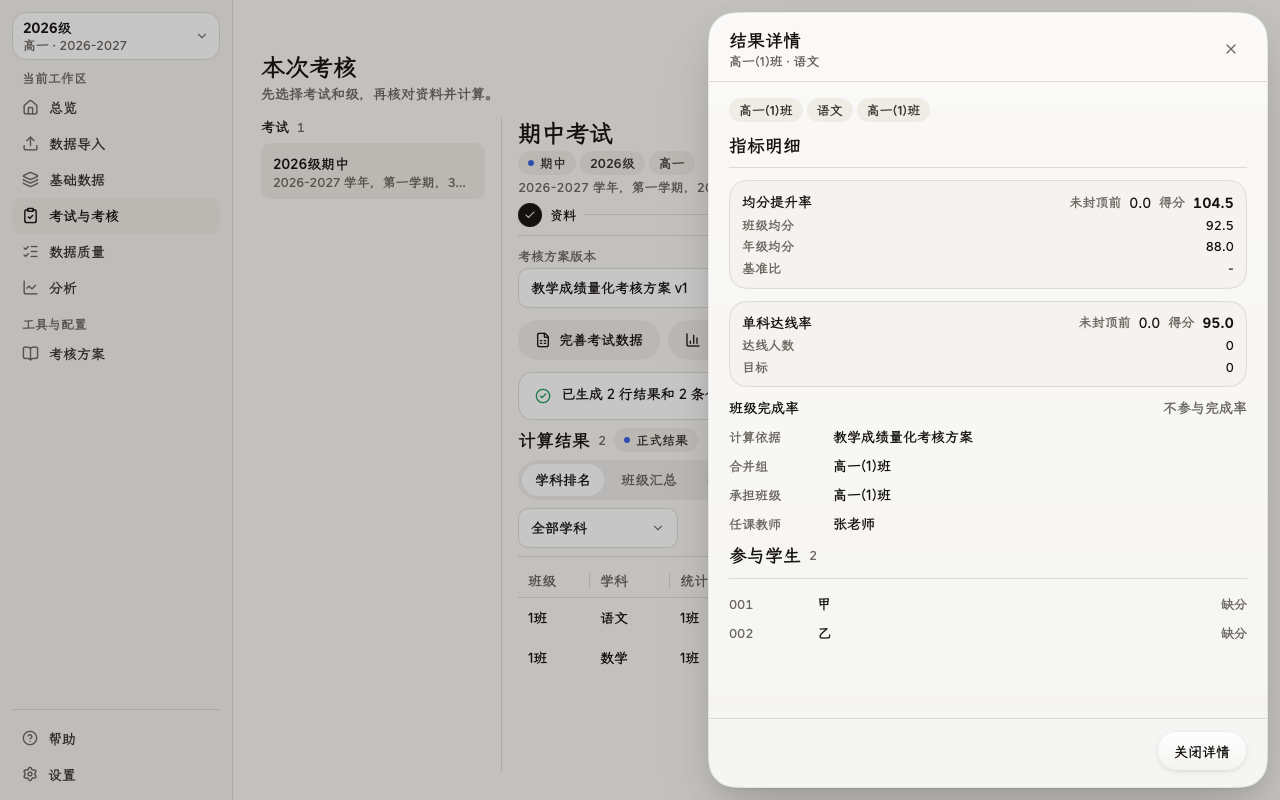 2026级
高一 · 2026-2027
当前工作区
总览
数据导入
基础数据
考试与考核
数据质量
分析
工具与配置
考核方案
帮助
设置
本次考核
先选择考试和级，再核对资料并计算。
考试 1
2026级期中
2026-2027 学年，第一学期，3...
期中考试
期中 2026级 高一
2026-2027 学年，第一学期，20
资料
考核方案版本
教学成绩量化考核方案 v1
完善考试数据
已生成 2 行结果和 2 条
计算结果 2 正式结果
学科排名 班级汇总
全部学科
班级 学科 统计
1班 语文 1班
1班 数学 1班
结果详情
高一(1)班 · 语文
高一(1)班 语文 高一(1)班
指标明细
均分提升率 未封顶前 0.0 得分 104.5
班级均分 92.5
年级均分 88.0
基准比 -
单科达线率 未封顶前 0.0 得分 95.0
达线人数 0
目标 0
班级完成率 不参与完成率
计算依据 教学成绩量化考核方案
合并组 高一(1)班
承担班级 高一(1)班
任课教师 张老师
参与学生 2
001 甲 缺分
002 乙 缺分
关闭详情